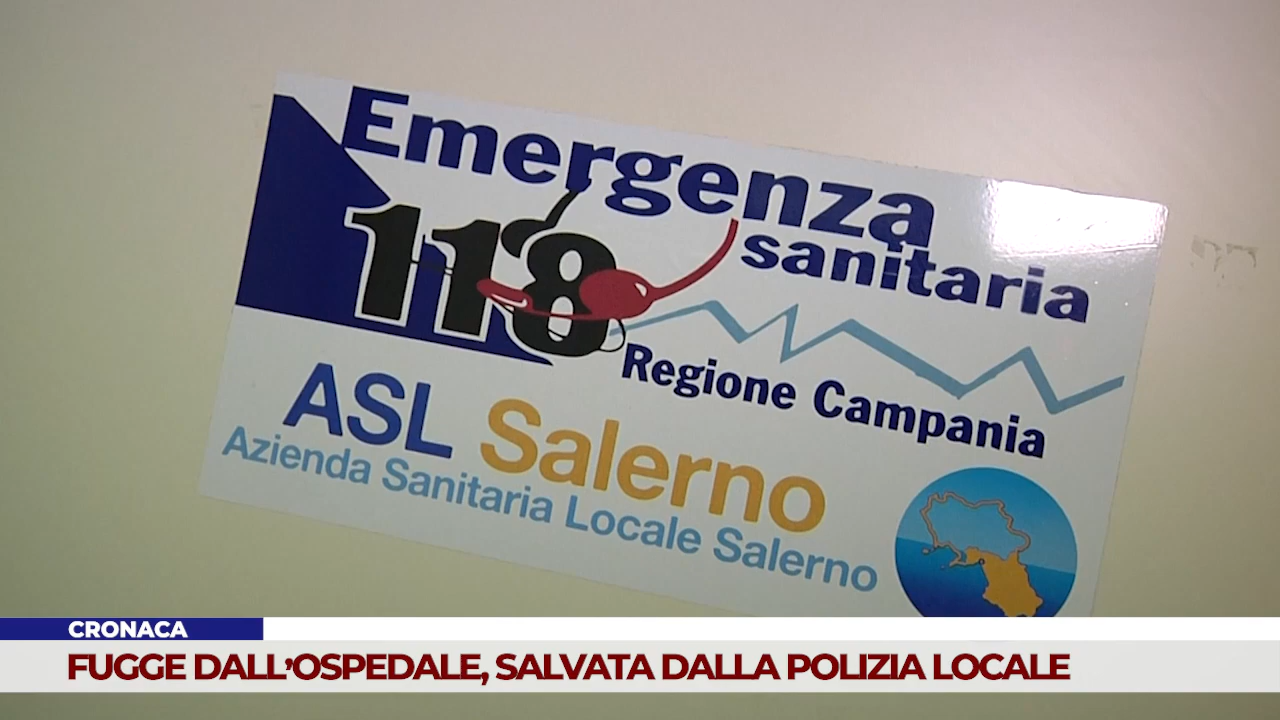 Emergenza
sanitaria
118
Regione Campania
ASL Salerno
Azienda Sanitaria Locale Salerno
CRONACA
FUGGE DALL'OSPEDALE, SALVATA DALLA POLIZIA LOCALE